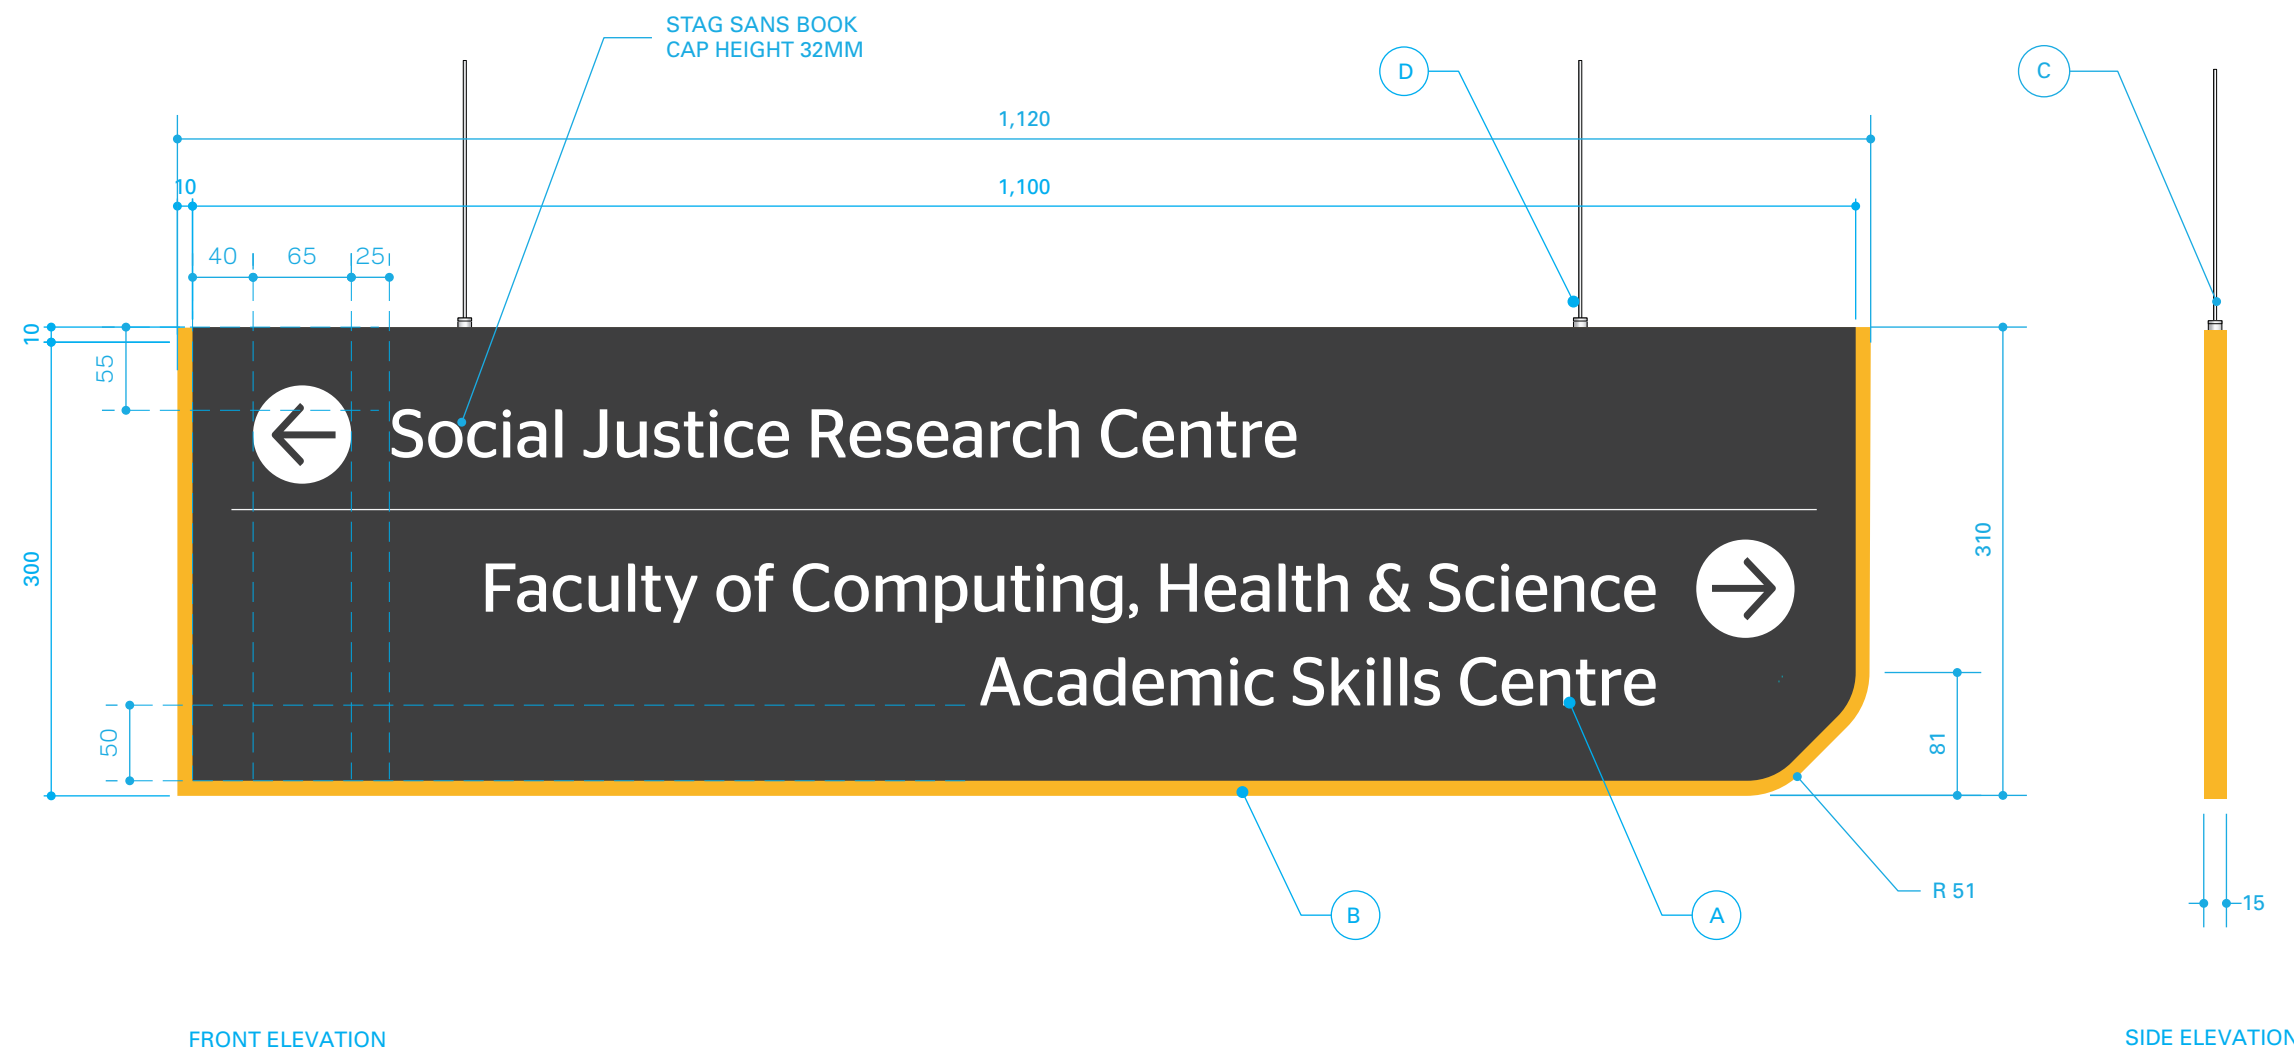 STAG SANS BOOK
CAP HEIGHT 32MM
D
C
1,120
10
1,100
40
65
25
10
55
Social Justice Research Centre
300
310
Faculty of Computing, Health & Science
Academic Skills Centre
50
81
R 51
15
B
A
FRONT ELEVATION
SIDE ELEVATION